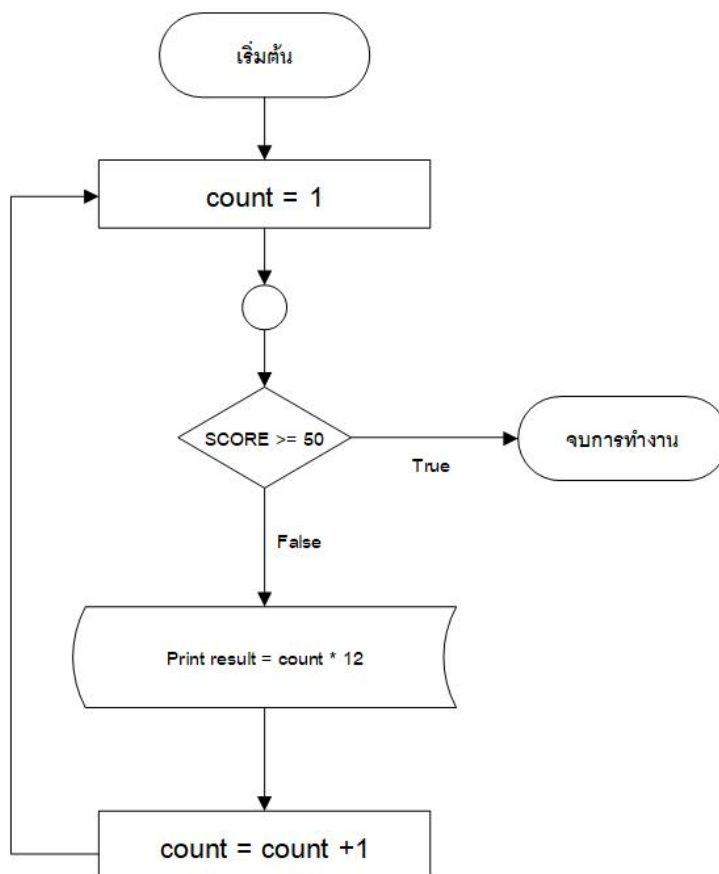 เริ่มต้น
count = 1
SCORE >= 50
True
จบการทำงาน
False
Print result = count * 12
count = count +1